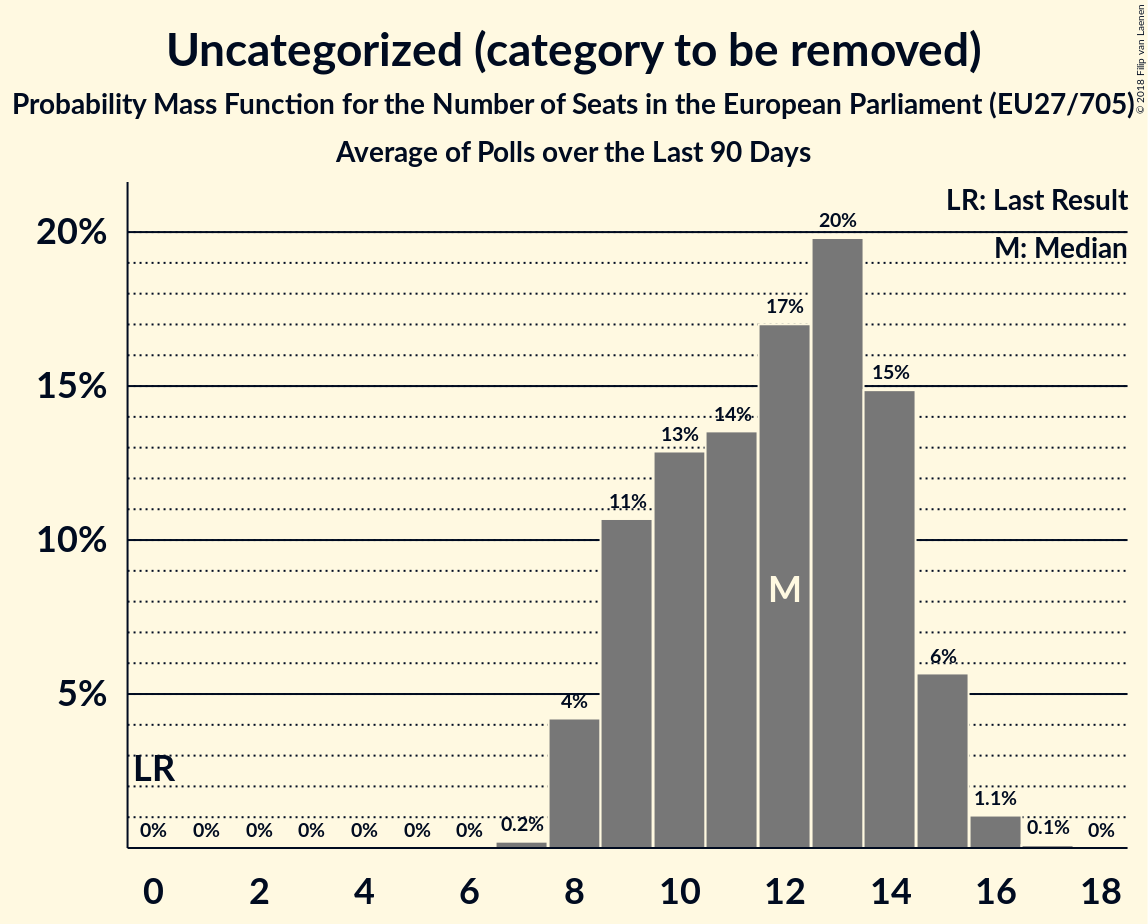 Uncategorized (category to be removed)
Probability Mass Function for the Number of Seats in the European Parliament (EU27/705)
Average of Polls over the Last 90 Days
© 2018 Filip van Laenen
LR: Last Result
M: Median
20%
15%
10%
5%
LR
0% 0% 0% 0% 0% 0% 0% 0.2% 4% 11% 13% 14% 17% 20% 15% 6% 1.1% 0.1% 0%
M
0 2 4 6 8 10 12 14 16 18